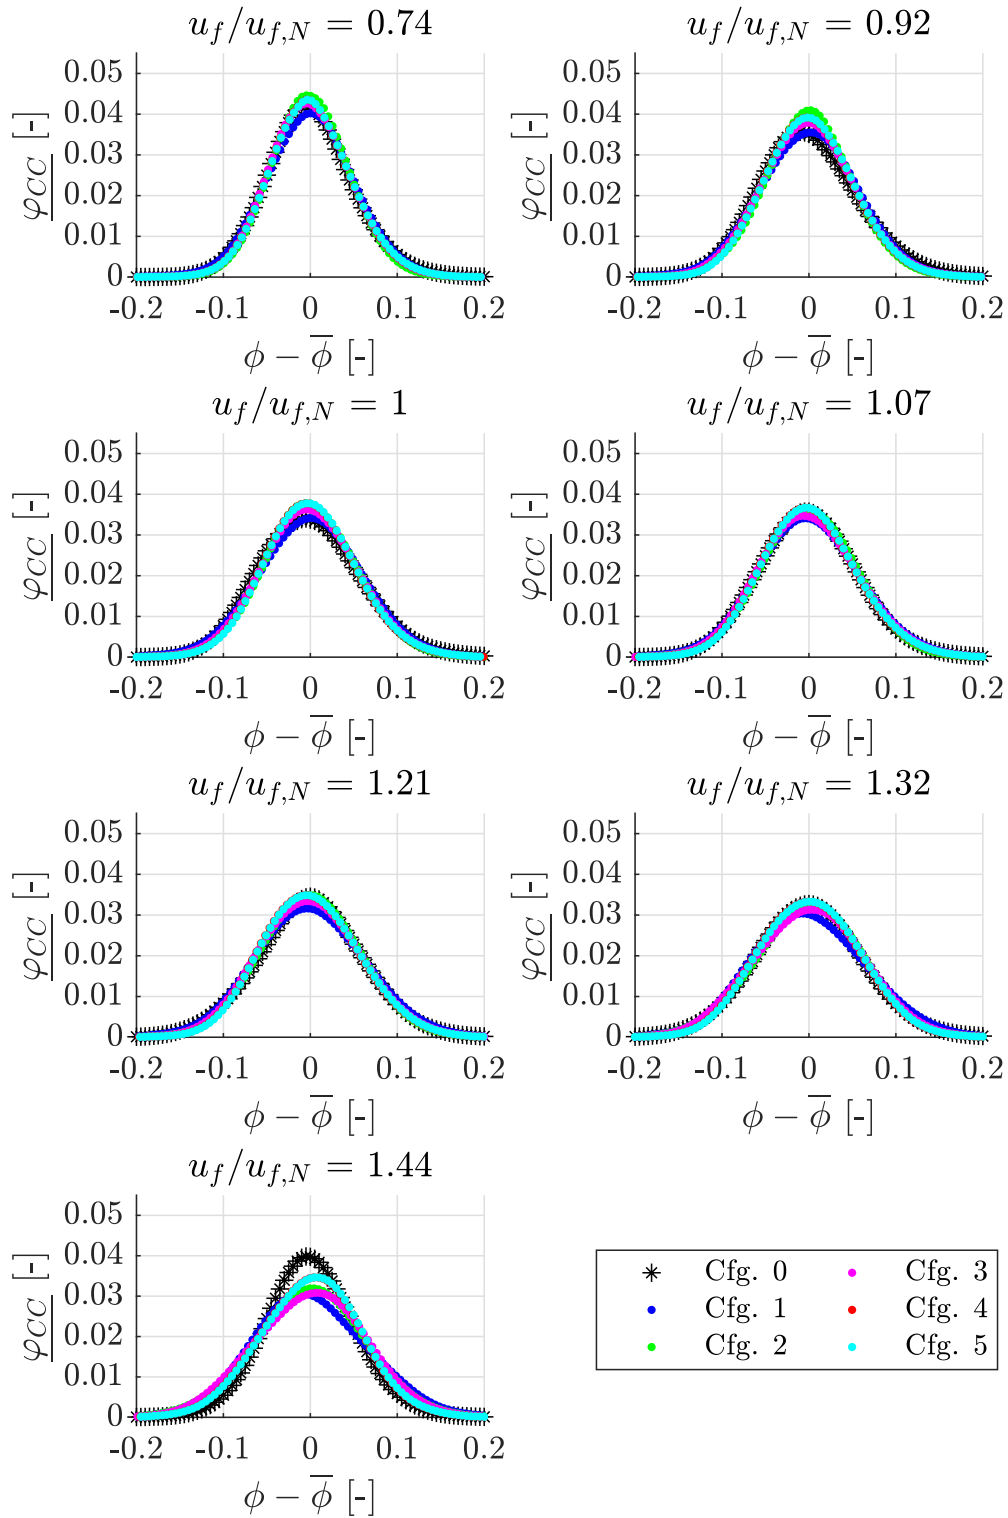 u_f/u_{f,N} = 0.74
0.05
0.04
0.03
0.02
0.01
0
φ_CC [-]
-0.2 -0.1 0 0.1 0.2
ϕ − ϕ̅ [-]
u_f/u_{f,N} = 0.92
0.05
0.04
0.03
0.02
0.01
0
φ_CC [-]
-0.2 -0.1 0 0.1 0.2
ϕ − ϕ̅ [-]
u_f/u_{f,N} = 1
0.05
0.04
0.03
0.02
0.01
0
φ_CC [-]
-0.2 -0.1 0 0.1 0.2
ϕ − ϕ̅ [-]
u_f/u_{f,N} = 1.07
0.05
0.04
0.03
0.02
0.01
0
φ_CC [-]
-0.2 -0.1 0 0.1 0.2
ϕ − ϕ̅ [-]
u_f/u_{f,N} = 1.21
0.05
0.04
0.03
0.02
0.01
0
φ_CC [-]
-0.2 -0.1 0 0.1 0.2
ϕ − ϕ̅ [-]
u_f/u_{f,N} = 1.32
0.05
0.04
0.03
0.02
0.01
0
φ_CC [-]
-0.2 -0.1 0 0.1 0.2
ϕ − ϕ̅ [-]
u_f/u_{f,N} = 1.44
0.05
0.04
0.03
0.02
0.01
0
φ_CC [-]
-0.2 -0.1 0 0.1 0.2
ϕ − ϕ̅ [-]
Cfg. 0 Cfg. 3
Cfg. 1 Cfg. 4
Cfg. 2 Cfg. 5